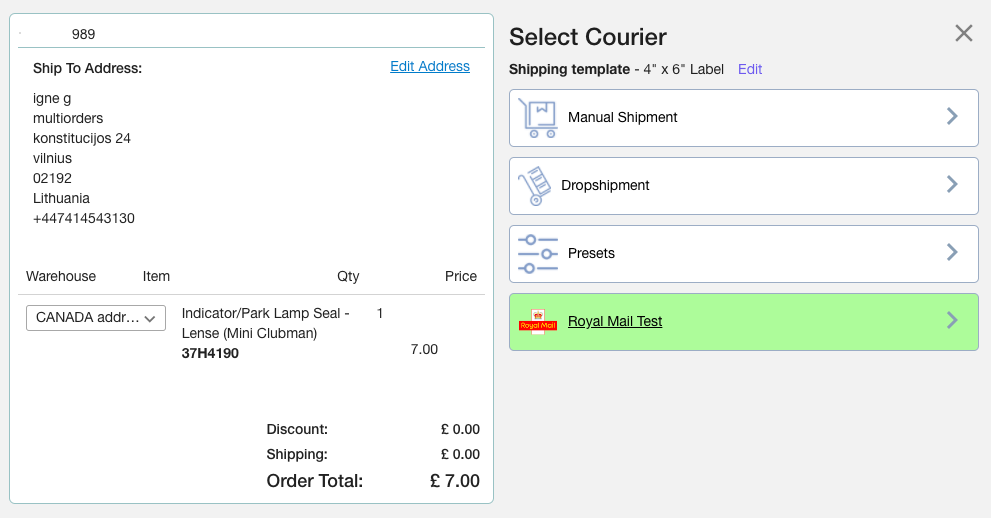 989
Ship To Address:
Edit Address
igne g
multiorders
konstitucijos 24
vilnius
02192
Lithuania
+447414543130
Warehouse Item Qty Price
CANADA addr...
Indicator/Park Lamp Seal -
Lense (Mini Clubman)
37H4190
1
7.00
Discount: £ 0.00
Shipping: £ 0.00
Order Total: £ 7.00
Select Courier
Shipping template - 4" x 6" Label Edit
Manual Shipment
Dropshipment
Presets
Royal Mail
Royal Mail Test